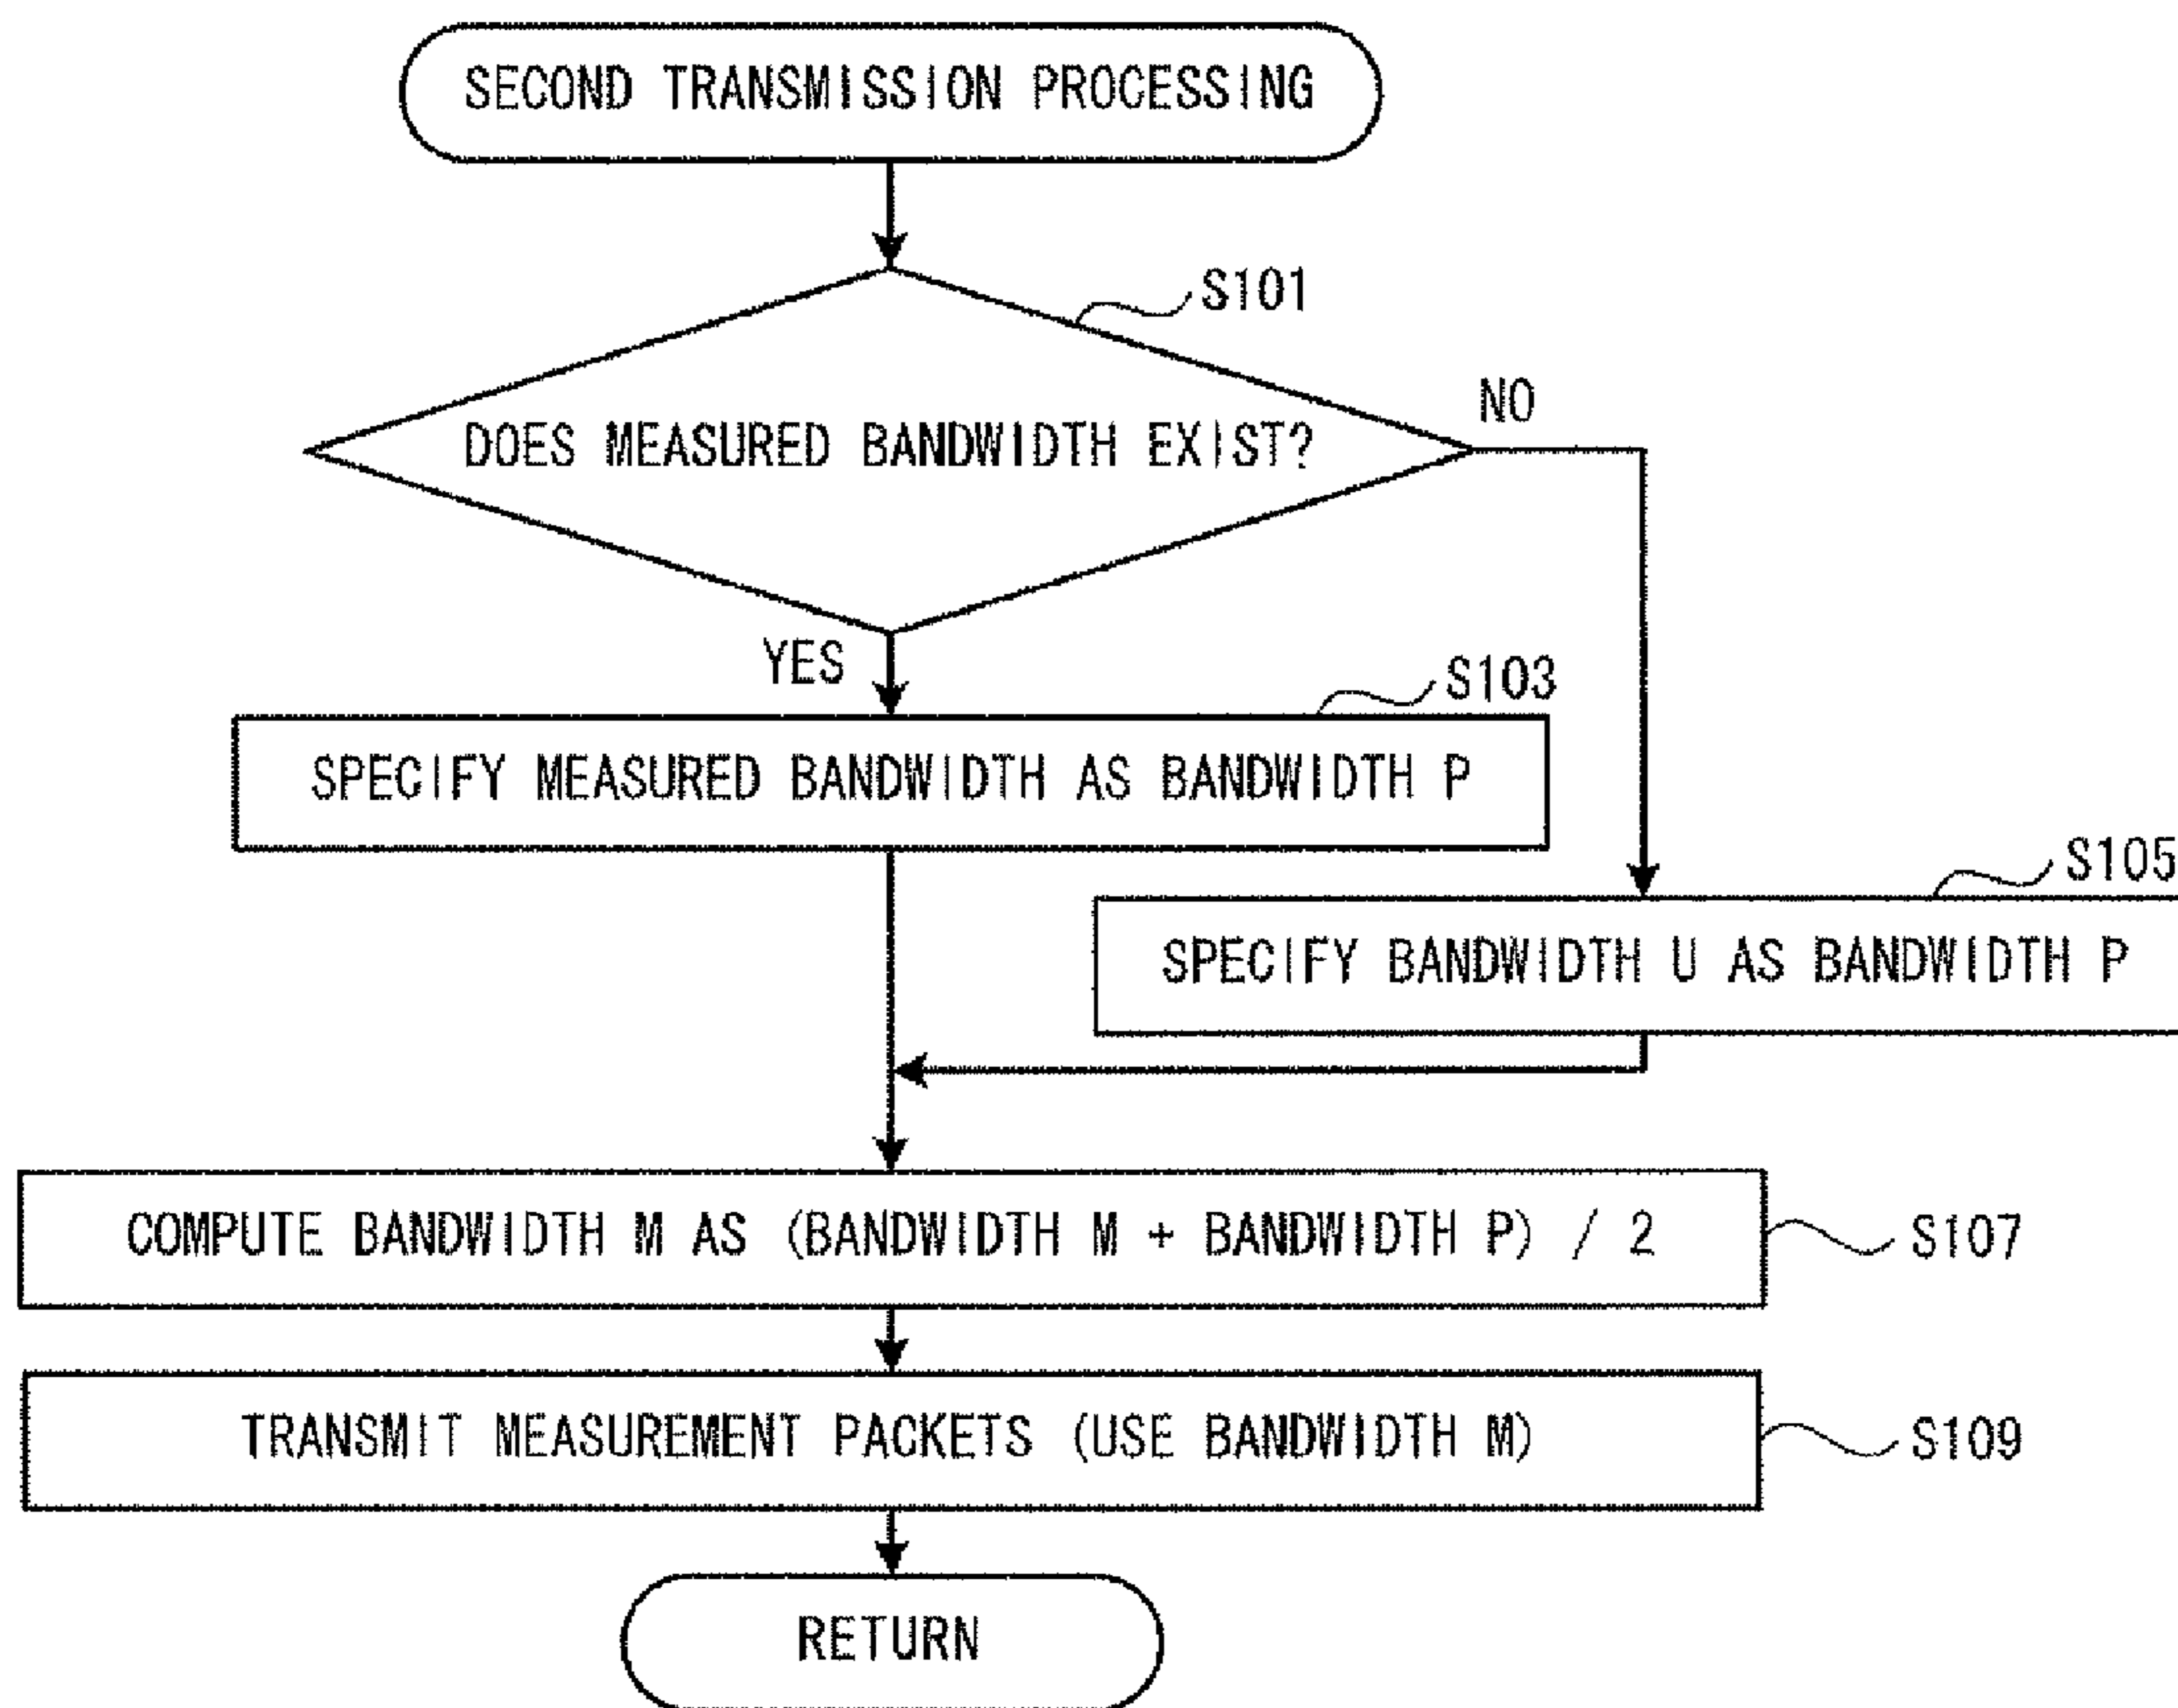 SECOND TRANSMISSION PROCESSING
S101
DOES MEASURED BANDWIDTH EXIST?
NO
YES
S103
SPECIFY MEASURED BANDWIDTH AS BANDWIDTH P
S105
SPECIFY BANDWIDTH U AS BANDWIDTH P
COMPUTE BANDWIDTH M AS (BANDWIDTH M + BANDWIDTH P) / 2
S107
TRANSMIT MEASUREMENT PACKETS (USE BANDWIDTH M)
S109
RETURN